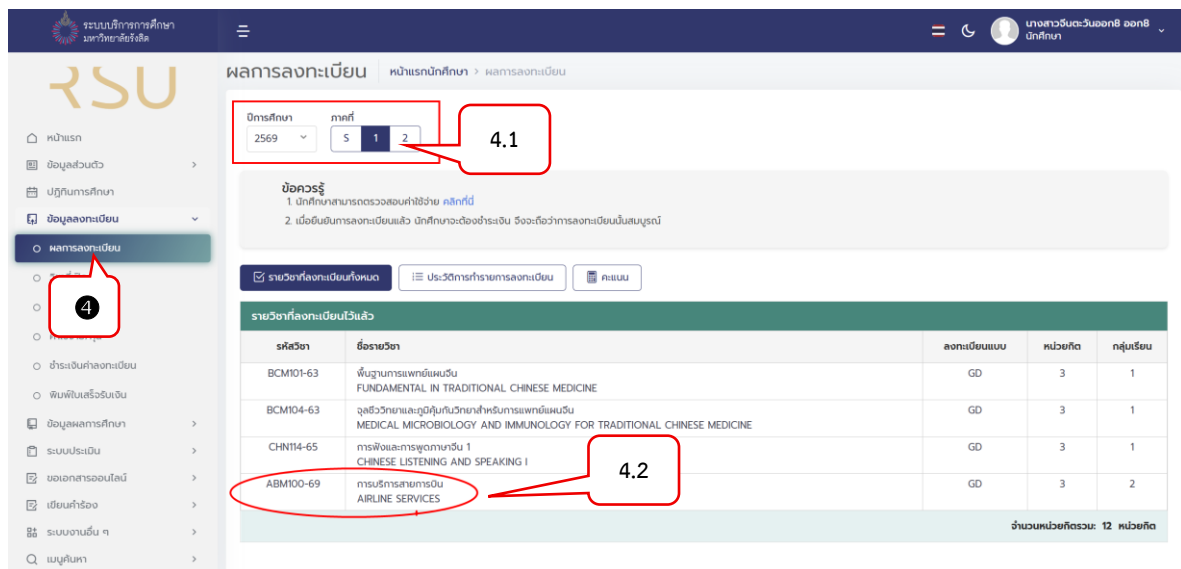 ระบบบริการการศึกษา
มหาวิทยาลัยรังสิต
นางสาวจีนตะวันออก8 ออก8
นักศึกษา
RSU
ผลการลงทะเบียน
หน้าแรกนักศึกษา > ผลการลงทะเบียน
ปีการศึกษา
ภาคที่
2569
S 1 2
4.1
หน้าแรก
ข้อมูลส่วนตัว
ปฏิทินการศึกษา
ข้อมูลลงทะเบียน
ผลการลงทะเบียน
4
ชำระเงินค่าลงทะเบียน
พิมพ์ใบเสร็จรับเงิน
ข้อมูลผลการศึกษา
ระบบประเมิน
ขอเอกสารออนไลน์
เขียนคำร้อง
ระบบงานอื่น ๆ
เมนูค้นหา
ข้อควรรู้
1. นักศึกษาสามารถตรวจสอบค่าใช้จ่าย คลิกที่นี่
2. เมื่อยืนยันการลงทะเบียนแล้ว นักศึกษาจะต้องชำระเงิน จึงจะถือว่าการลงทะเบียนนั้นสมบูรณ์
รายวิชาที่ลงทะเบียนทั้งหมด
ประวัติการทำรายการลงทะเบียน
คะแนน
รายวิชาที่ลงทะเบียนไว้แล้ว
รหัสวิชา ชื่อรายวิชา ลงทะเบียนแบบ หน่วยกิต กลุ่มเรียน
BCM101-63 พื้นฐานการแพทย์แผนจีน GD 3 1
FUNDAMENTAL IN TRADITIONAL CHINESE MEDICINE
BCM104-63 จุลชีววิทยาและภูมิคุ้มกันวิทยาสำหรับการแพทย์แผนจีน GD 3 1
MEDICAL MICROBIOLOGY AND IMMUNOLOGY FOR TRADITIONAL CHINESE MEDICINE
CHN114-65 การฟังและการพูดภาษาจีน 1 GD 3 1
CHINESE LISTENING AND SPEAKING I
ABM100-69 การบริการสายการบิน GD 3 2
AIRLINE SERVICES
4.2
จำนวนหน่วยกิตรวม: 12 หน่วยกิต